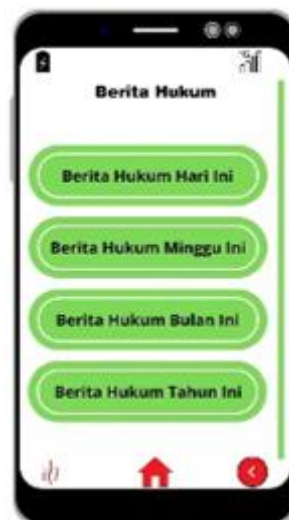 Berita Hukum
Berita Hukum Hari Ini
Berita Hukum Minggu Ini
Berita Hukum Bulan Ini
Berita Hukum Tahun Ini